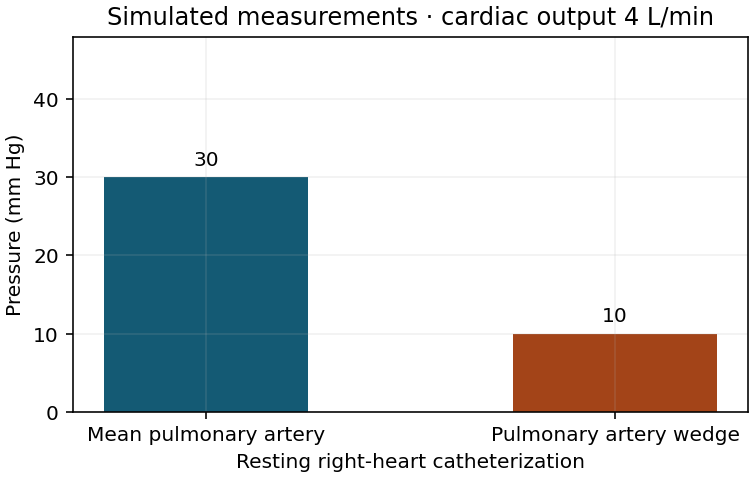 Simulated measurements · cardiac output 4 L/min
Pressure (mm Hg)
40
30
20
10
0
30
10
Mean pulmonary artery
Pulmonary artery wedge
Resting right-heart catheterization